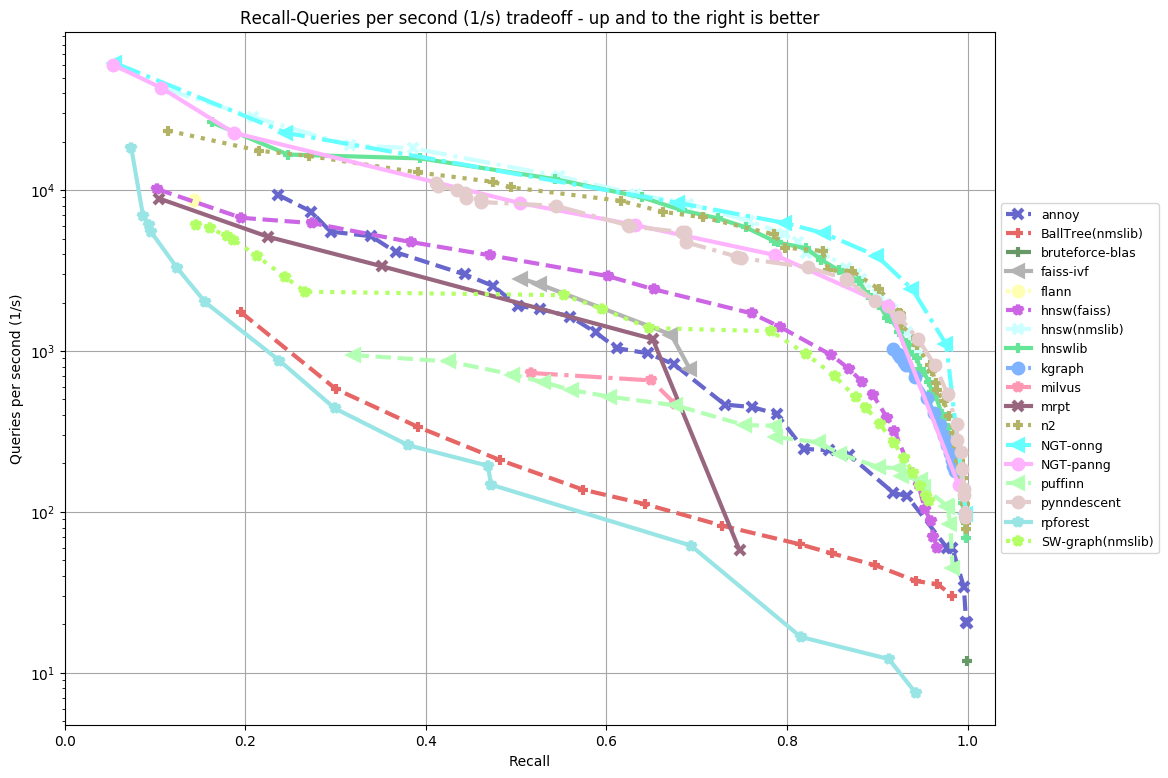 Recall-Queries per second (1/s) tradeoff - up and to the right is better
Queries per second (1/s)
10^4
10^3
10^2
10^1
0.0 0.2 0.4 0.6 0.8 1.0
Recall
annoy
BallTree(nmslib)
bruteforce-blas
faiss-ivf
flann
hnsw(faiss)
hnsw(nmslib)
hnswlib
kgraph
milvus
mrpt
n2
NGT-onng
NGT-panng
puffinn
pynndescent
rpforest
SW-graph(nmslib)